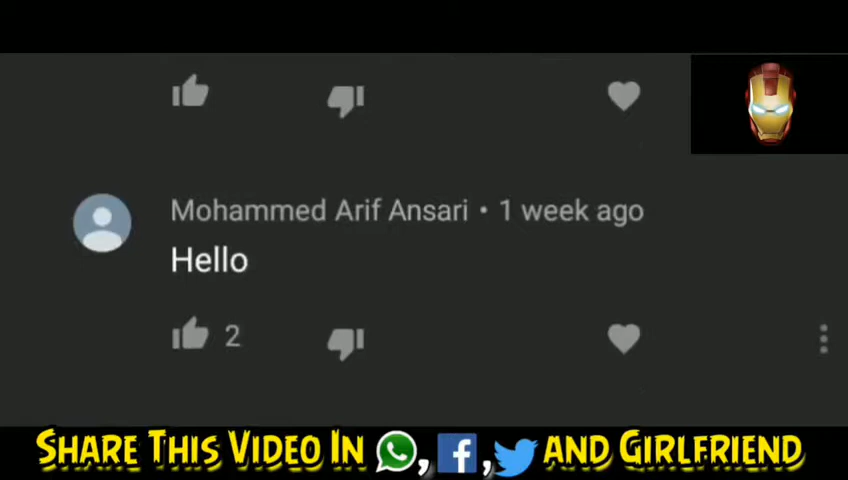 Mohammed Arif Ansari • 1 week ago
Hello
2
Share This Video In , , and Girlfriend